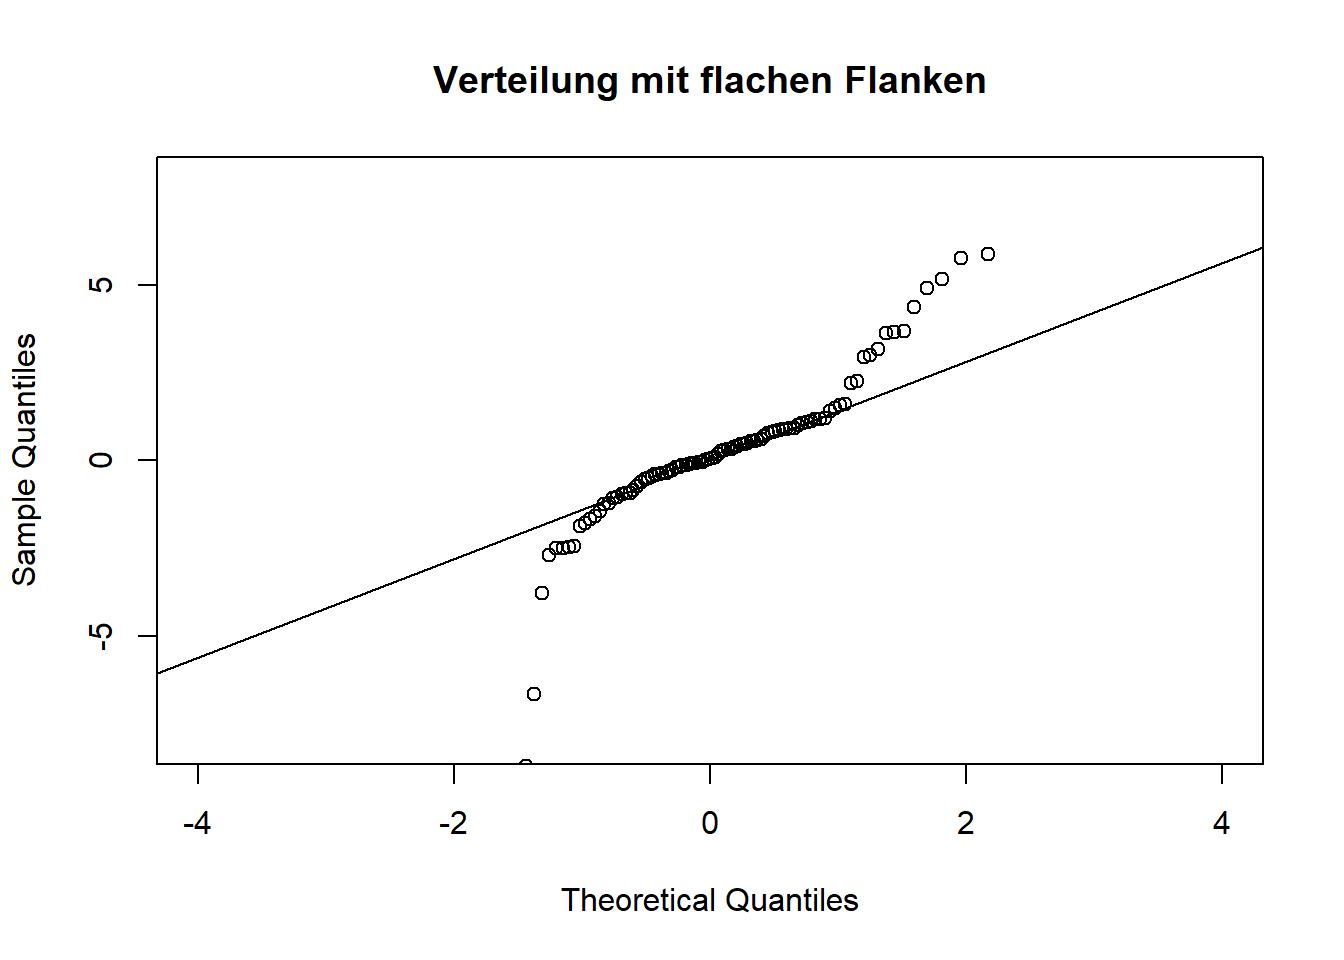 Verteilung mit flachen Flanken
Sample Quantiles
5
0
-5
-4 -2 0 2 4
Theoretical Quantiles